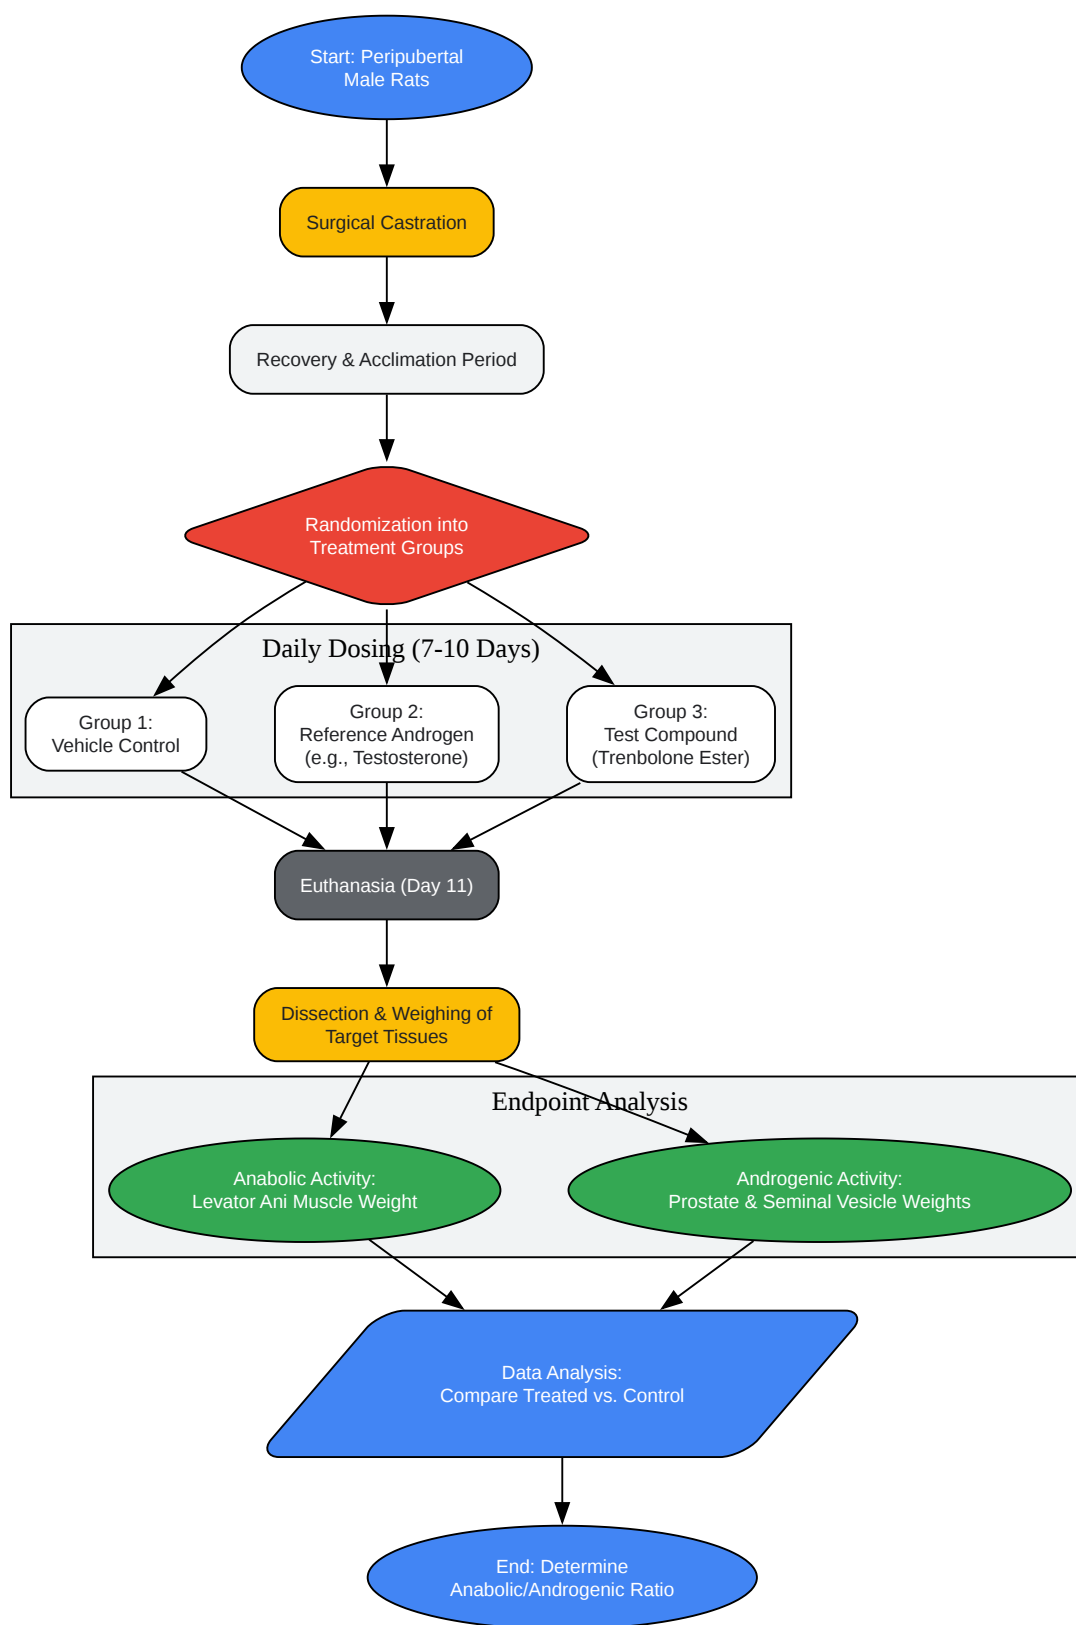 Start: Peripubertal
Male Rats
Surgical Castration
Recovery & Acclimation Period
Randomization into
Treatment Groups
Daily Dosing (7-10 Days)
Group 1:
Vehicle Control
Group 2:
Reference Androgen
(e.g., Testosterone)
Group 3:
Test Compound
(Trenbolone Ester)
Euthanasia (Day 11)
Dissection & Weighing of
Target Tissues
Endpoint Analysis
Anabolic Activity:
Levator Ani Muscle Weight
Androgenic Activity:
Prostate & Seminal Vesicle Weights
Data Analysis:
Compare Treated vs. Control
End: Determine
Anabolic/Androgenic Ratio